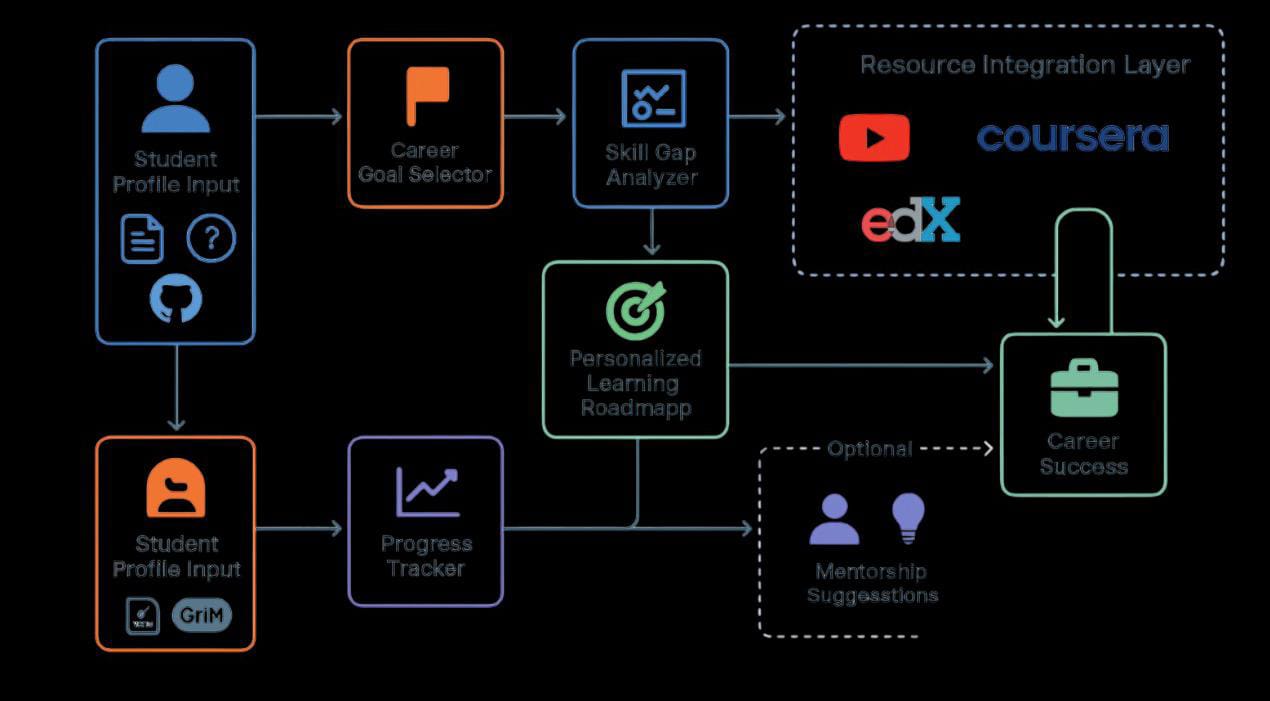 Student
Profile Input
?
Career
Goal Selector
Skill Gap
Analyzer
Resource Integration Layer
coursera
edX
Personalized
Learning
Roadmapp
Career
Success
Optional
Student
Profile Input
GriM
Progress
Tracker
Mentorship
Suggesstions